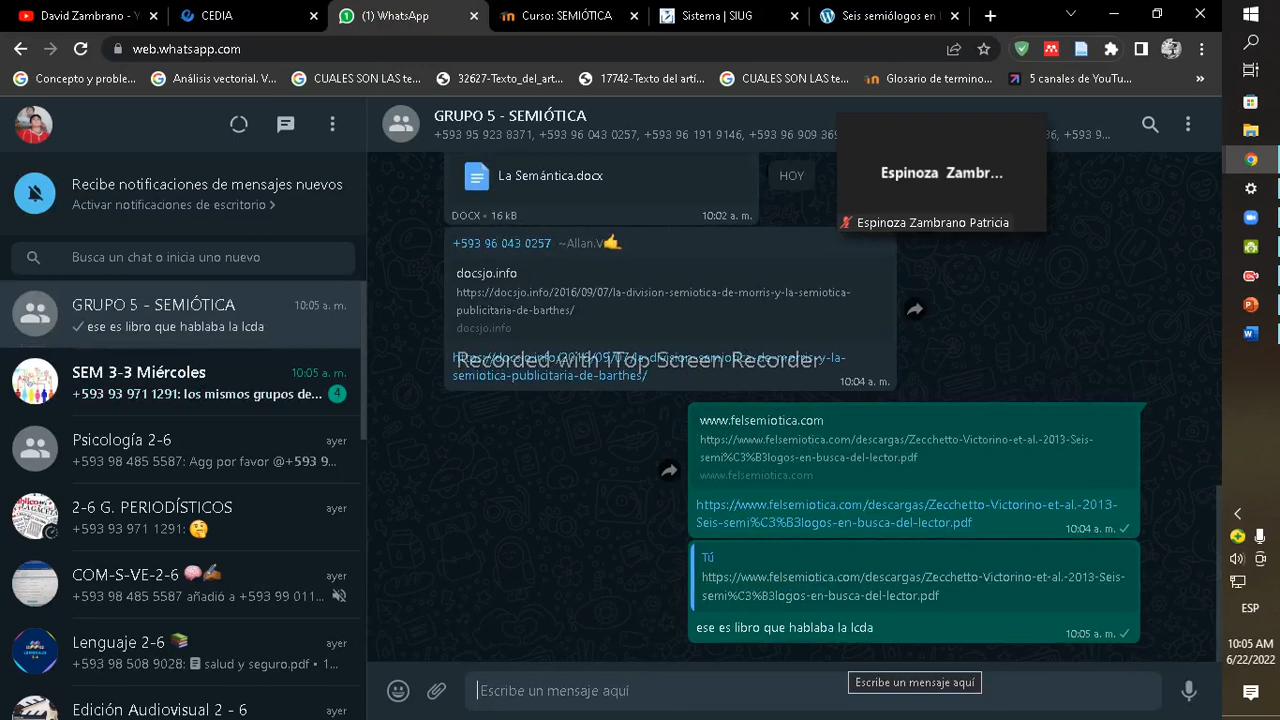 David Zambrano - Y
CEDIA
(1) WhatsApp
Curso: SEMIÓTICA
Sistema | SIUG
Seis semiólogos en
web.whatsapp.com
Concepto y proble...
Análisis vectorial. V...
CUALES SON LAS te...
32627-Texto_del_artí...
17742-Texto del artí...
CUALES SON LAS te...
Glosario de termino...
5 canales de YouTu...
GRUPO 5 - SEMIÓTICA
+593 95 923 8371, +593 96 043 0257, +593 96 191 9146, +593 96 909 369
, +593 9...
Recibe notificaciones de mensajes nuevos
Activar notificaciones de escritorio
Busca un chat o inicia uno nuevo
GRUPO 5 - SEMIÓTICA
10:05 a. m.
ese es libro que hablaba la lcda
SEM 3-3 Miércoles
10:05 a. m.
+593 93 971 1291: los mismos grupos de...
4
Psicología 2-6
ayer
+593 98 485 5587: Agg por favor @+593 9...
2-6 G. PERIODÍSTICOS
ayer
+593 93 971 1291: 🤔
COM-S-VE-2-6 🧠✍
ayer
+593 98 485 5587 añadió a +593 99 011...
Lenguaje 2-6 📚
ayer
+593 98 508 9028: salud y seguro.pdf • 1...
Edición Audiovisual 2 - 6
ayer
La Semántica.docx
HOY
DOCX • 16 kB
10:02 a. m.
Espinoza Zambr...
Espinoza Zambrano Patricia
+593 96 043 0257 ~Allan.V🤙
docsjo.info
https://docsjo.info/2016/09/07/la-division-semiotica-de-morris-y-la-semiotica-
publicitaria-de-barthes/
docsjo.info
https://docsjo.info/2016/09/07/la-division-semiotica-de-morris-y-la-
semiotica-publicitaria-de-barthes/
10:04 a. m.
Recorded with iTop Screen Recorder
www.felsemiotica.com
https://www.felsemiotica.com/descargas/Zecchetto-Victorino-et-al.-2013-Seis-
semi%C3%B3logos-en-busca-del-lector.pdf
www.felsemiotica.com
https://www.felsemiotica.com/descargas/Zecchetto-Victorino-et-al.-2013-
Seis-semi%C3%B3logos-en-busca-del-lector.pdf
10:04 a. m.
Tú
https://www.felsemiotica.com/descargas/Zecchetto-Victorino-et-al.-2013-Seis-
semi%C3%B3logos-en-busca-del-lector.pdf
ese es libro que hablaba la lcda
10:05 a. m.
Escribe un mensaje aquí
Escribe un mensaje aquí
ESP
10:05 AM
6/22/2022